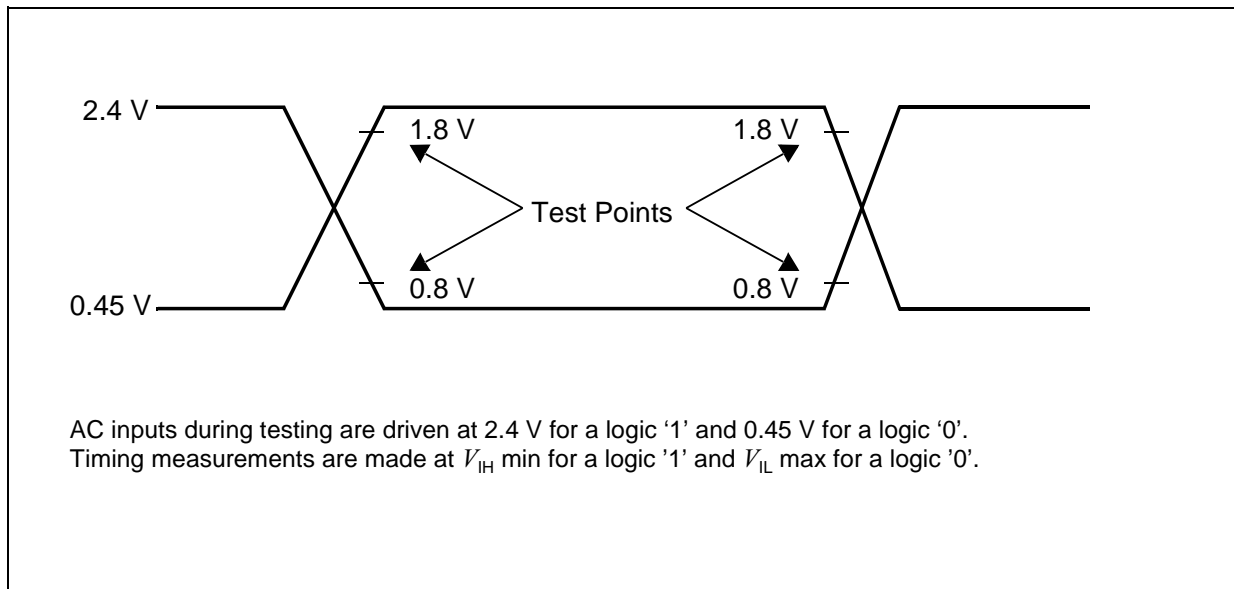 2.4 V
1.8 V 1.8 V
Test Points
0.8 V 0.8 V
0.45 V
AC inputs during testing are driven at 2.4 V for a logic ‘1’ and 0.45 V for a logic ‘0’.
Timing measurements are made at VIH min for a logic '1' and VIL max for a logic '0'.